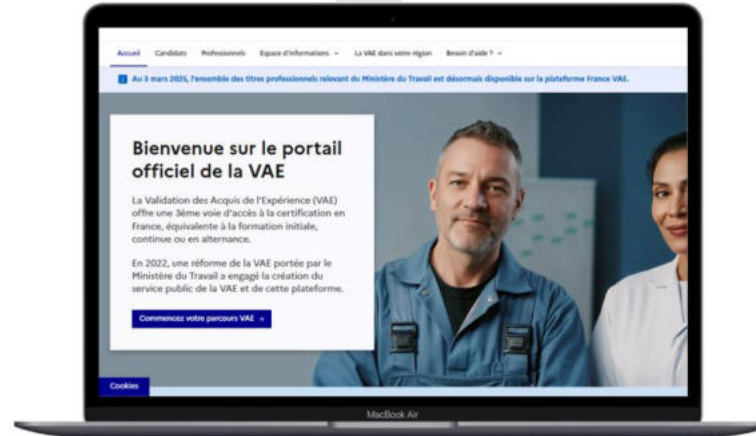 Accueil Candidats Professionnels Espace d'informations La VAE dans votre région Besoin d'aide ?
Au 3 mars 2025, l'ensemble des titres professionnels relevant du Ministère du Travail est désormais disponible sur la plateforme France VAE.
Bienvenue sur le portail
officiel de la VAE
La Validation des Acquis de l'Expérience (VAE)
offre une 3ème voie d'accès à la certification en
France, équivalente à la formation initiale,
continue ou en alternance.
En 2022, une réforme de la VAE portée par le
Ministère du Travail a engagé la création du
service public de la VAE et de cette plateforme.
Commencez votre parcours VAE →
Cookies
MacBook Air